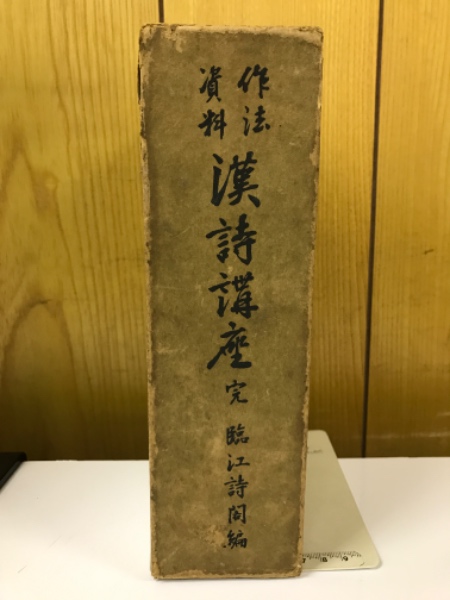 作法
資料
漢詩講座 完 臨江詩閣編